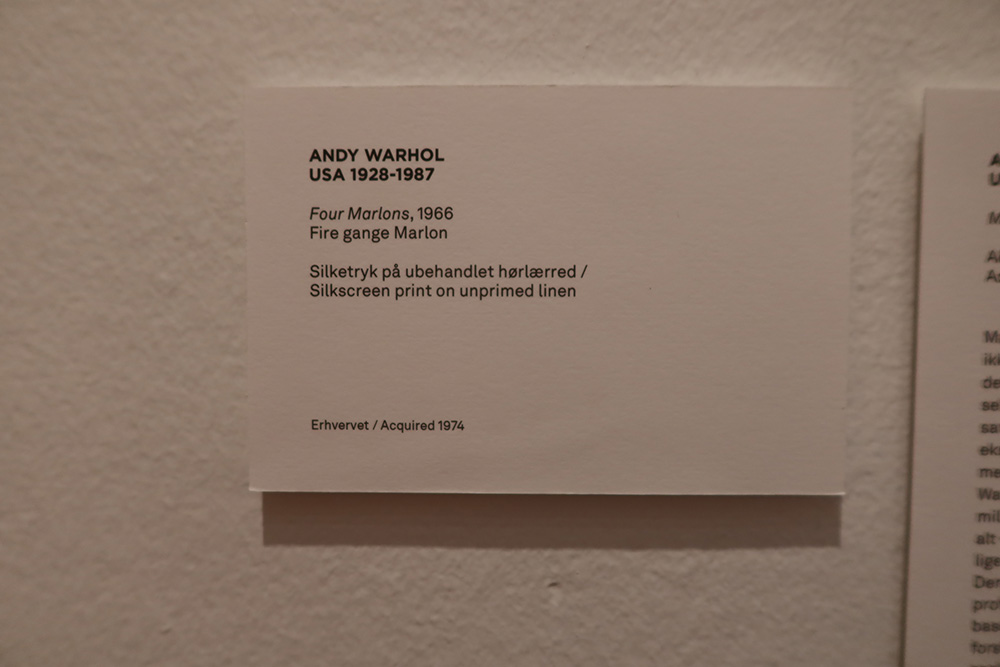 ANDY WARHOL
USA 1928-1987
Four Marlons, 1966
Fire gange Marlon
Silketryk på ubehandlet hørlærred /
Silkscreen print on unprimed linen
Erhvervet / Acquired 1974